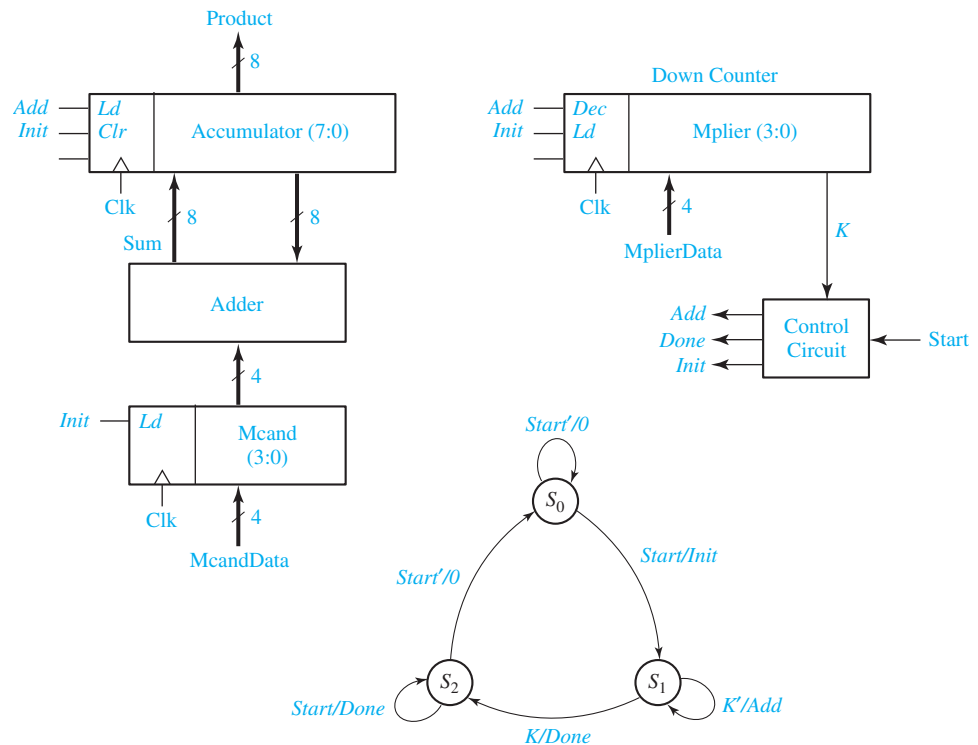 Product
8
Add
Ld
Init
Clr
Accumulator (7:0)
Clk
8
8
Sum
Adder
4
Init
Ld
Mcand
(3:0)
Clk
4
McandData
Down Counter
Add
Dec
Init
Ld
Mplier (3:0)
Clk
4
MplierData
K
Add
Done
Init
Control
Circuit
Start
Start′/0
S0
Start/Init
Start′/0
S2
S1
Start/Done
K′/Add
K/Done